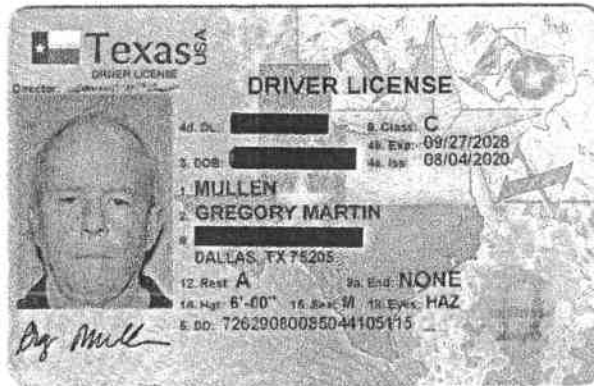 Texas USA
DRIVER LICENSE
Director
DRIVER LICENSE
4d. DL:
9. Class: C
4b. Exp: 09/27/2028
3. DOB:
4a. Iss: 08/04/2020
1. MULLEN
2. GREGORY MARTIN
8.
DALLAS, TX 75205
12. Rest A
9a. End: NONE
16. Hgt 6'-00" 15. Sex: M 18. Eyes: HAZ
5. DD: 72629080085044105115